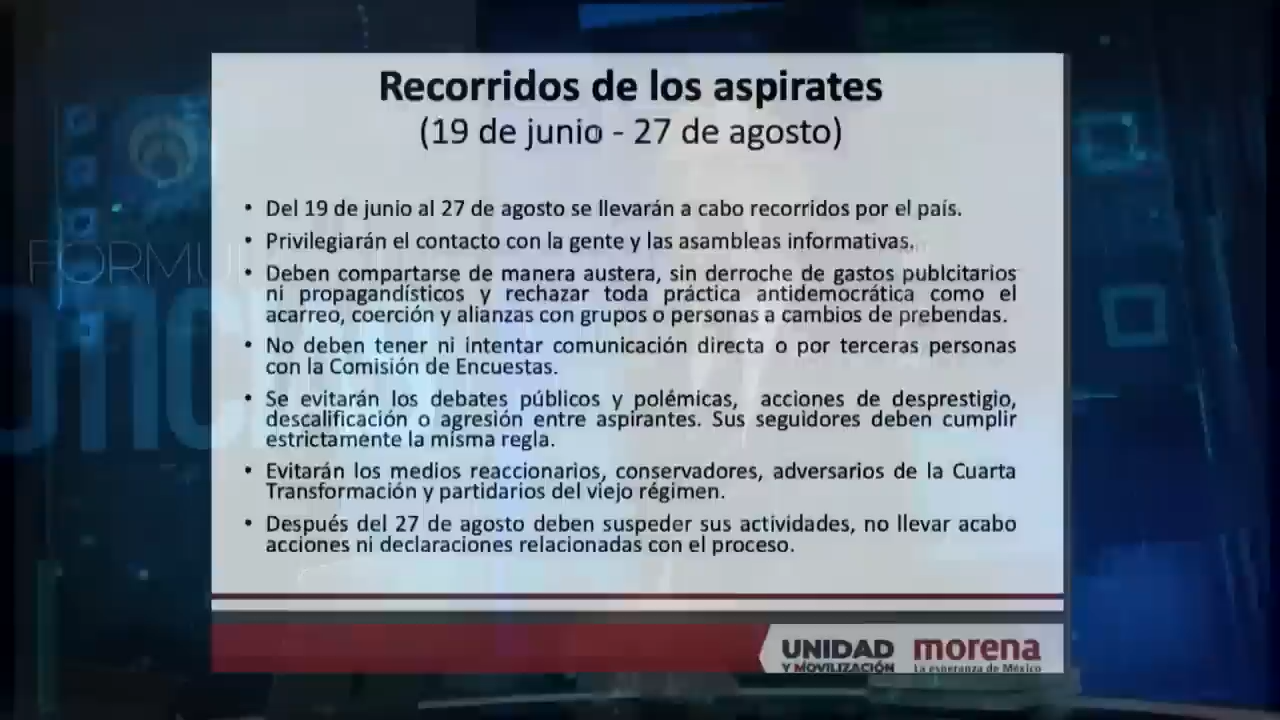 Recorridos de los aspirates
(19 de junio - 27 de agosto)
• Del 19 de junio al 27 de agosto se llevarán a cabo recorridos por el país.
• Privilegiarán el contacto con la gente y las asambleas informativas.
• Deben compartarse de manera austera, sin derroche de gastos publcitarios
ni propagandísticos y rechazar toda práctica antidemocrática como el
acarreo, coerción y alianzas con grupos o personas a cambios de prebendas.
• No deben tener ni intentar comunicación directa o por terceras personas
con la Comisión de Encuestas.
• Se evitarán los debates públicos y polémicas, acciones de desprestigio,
descalificación o agresión entre aspirantes. Sus seguidores deben cumplir
estrictamente la misma regla.
• Evitarán los medios reaccionarios, conservadores, adversarios de la Cuarta
Transformación y partidarios del viejo régimen.
• Después del 27 de agosto deben suspeder sus actividades, no llevar acabo
acciones ni declaraciones relacionadas con el proceso.
UNIDAD
Y MOVILIZACIÓN
morena
La esperanza de México